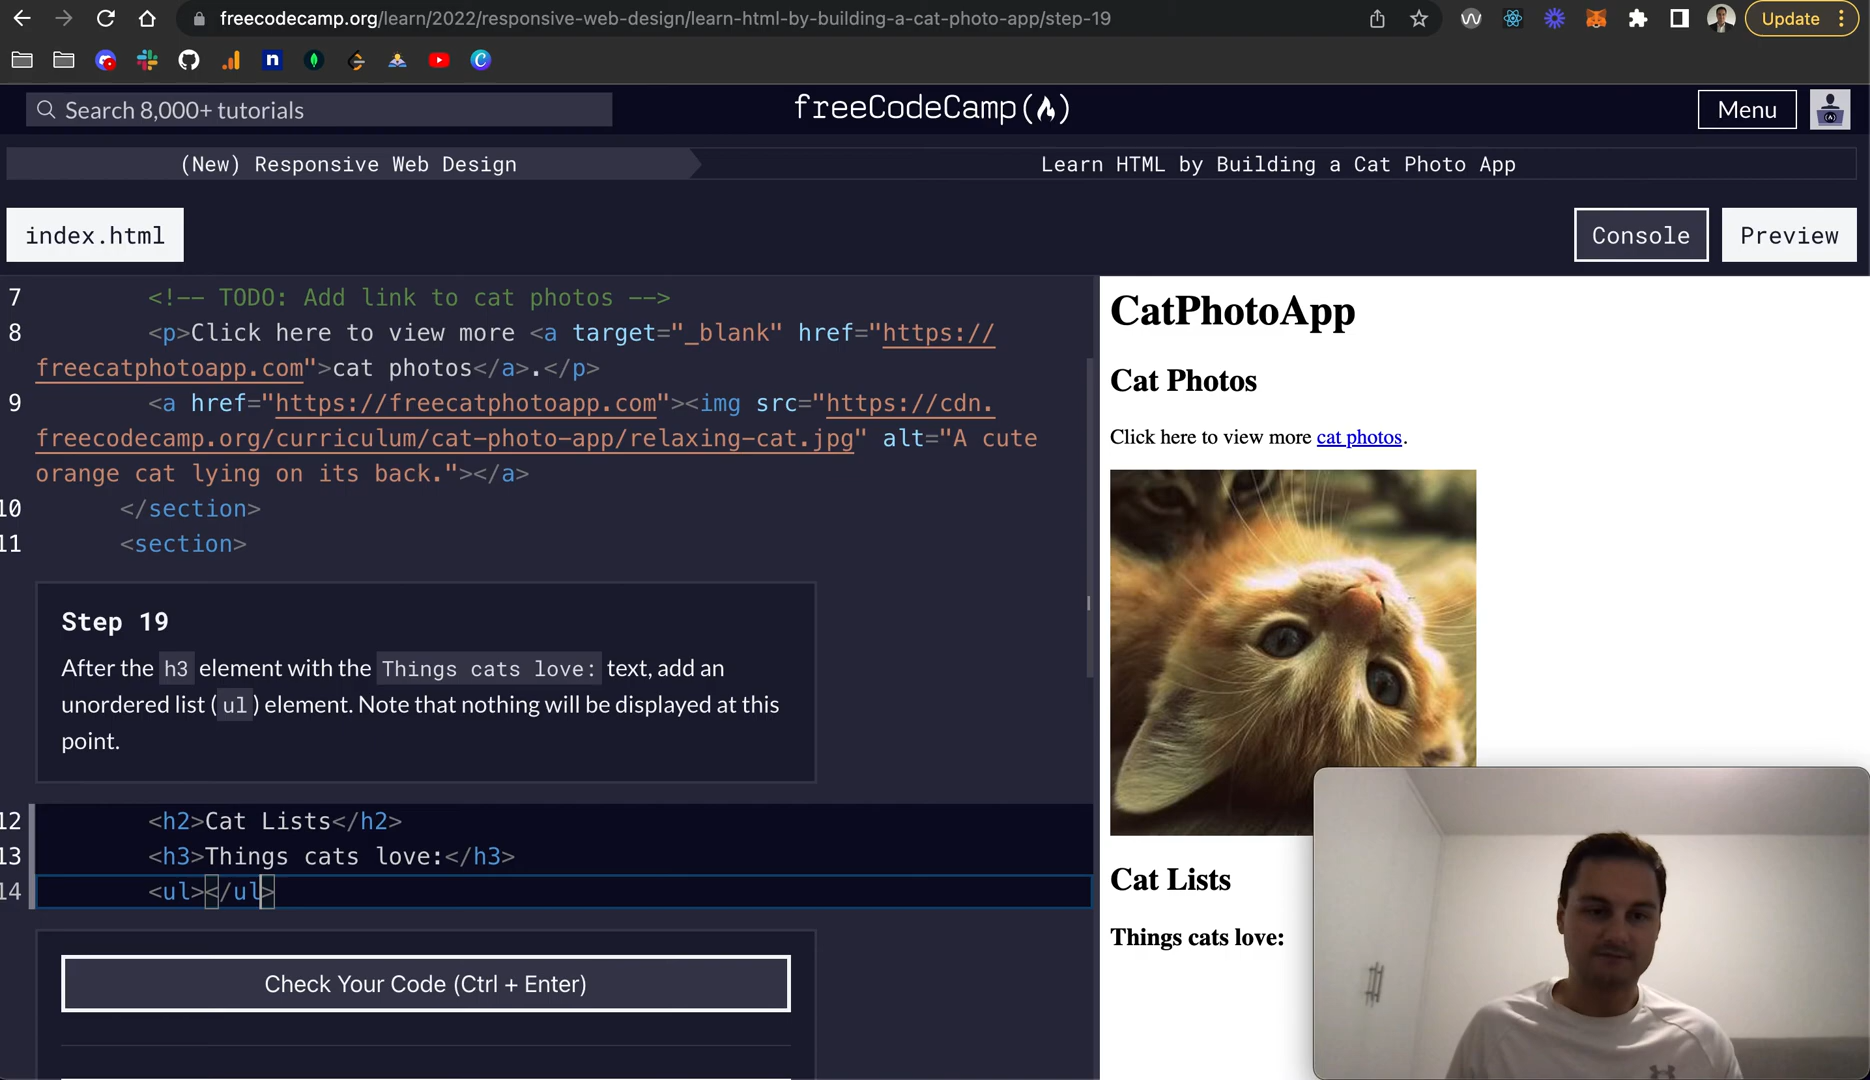 freecodecamp.org/learn/2022/responsive-web-design/learn-html-by-building-a-cat-photo-app/step-19
Update
Search 8,000+ tutorials
freeCodeCamp
Menu
(New) Responsive Web Design
Learn HTML by Building a Cat Photo App
index.html
Console
Preview
7 <!-- TODO: Add link to cat photos -->
8 <p>Click here to view more <a target="_blank" href="https://
freecatphotoapp.com">cat photos</a>.</p>
9 <a href="https://freecatphotoapp.com"><img src="https://cdn.
freecodecamp.org/curriculum/cat-photo-app/relaxing-cat.jpg" alt="A cute
orange cat lying on its back."></a>
10 </section>
11 <section>
Step 19
After the h3 element with the Things cats love: text, add an
unordered list (ul) element. Note that nothing will be displayed at this
point.
12 <h2>Cat Lists</h2>
13 <h3>Things cats love:</h3>
14 <ul></ul>
Check Your Code (Ctrl + Enter)
CatPhotoApp
Cat Photos
Click here to view more cat photos.
Cat Lists
Things cats love: